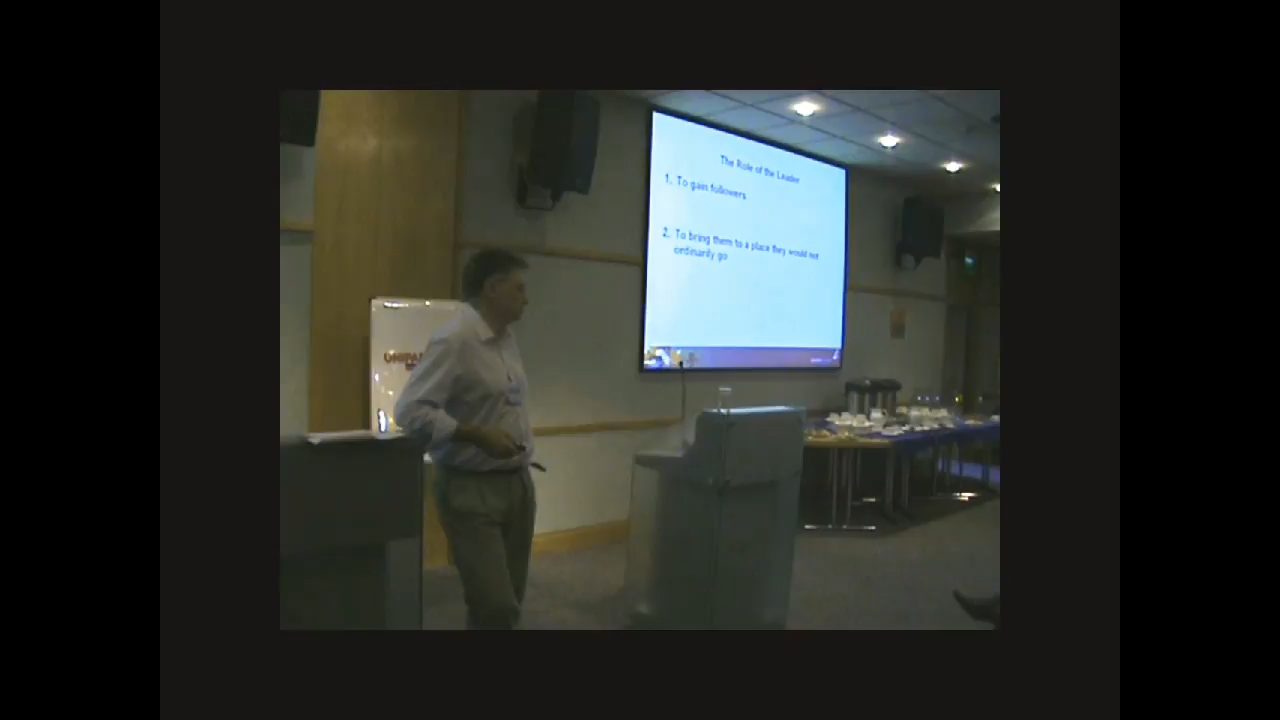 The Role of the Leader
1. To gain followers
2. To bring them to a place they would not
ordinarily go